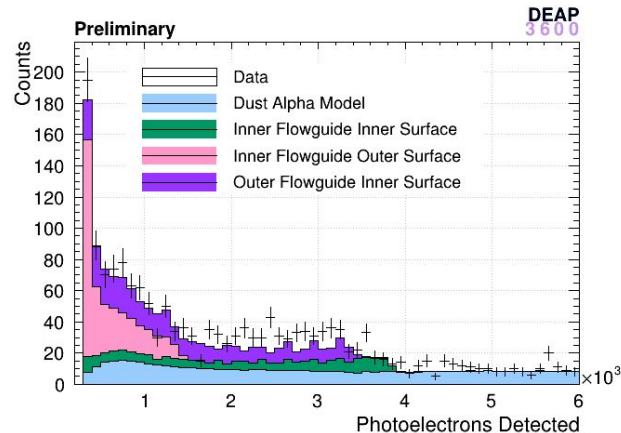 Preliminary
DEAP
3600
Counts
200
180
160
140
120
100
80
60
40
20
0
Data
Dust Alpha Model
Inner Flowguide Inner Surface
Inner Flowguide Outer Surface
Outer Flowguide Inner Surface
1 2 3 4 5 6 ×10³
Photoelectrons Detected